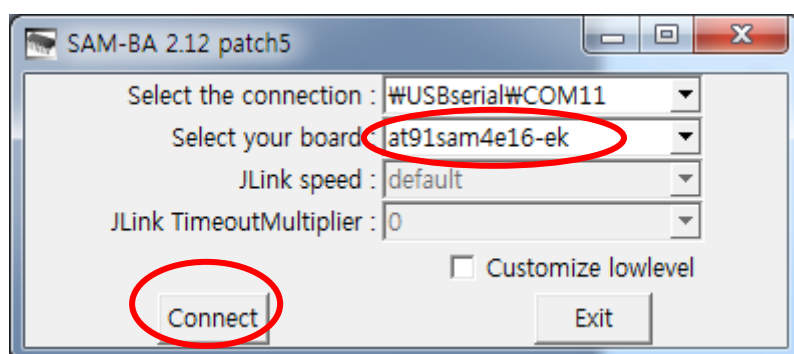 SAM-BA 2.12 patch5
Select the connection : ₩USBserial₩COM11
Select your board : at91sam4e16-ek
JLink speed : default
JLink TimeoutMultiplier : 0
Customize lowlevel
Connect Exit